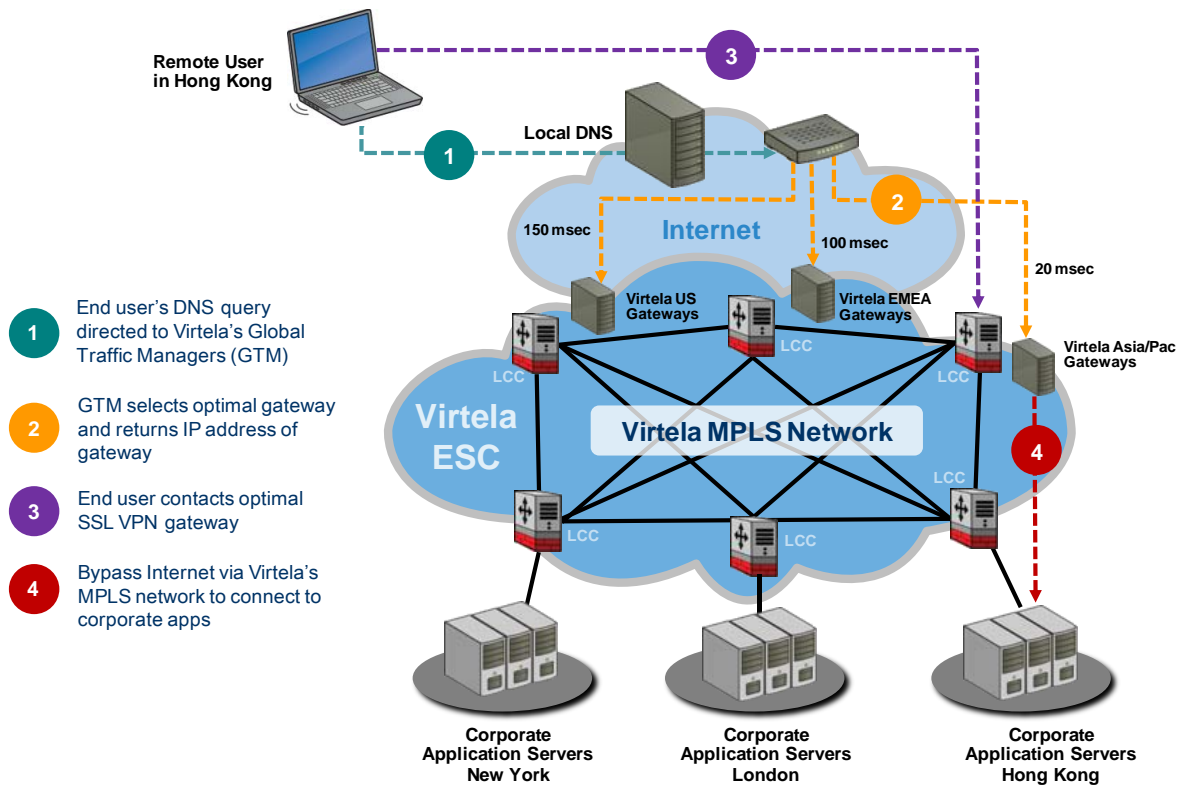 Remote User
in Hong Kong
3
Local DNS
1
2
150 msec
Internet
100 msec
20 msec
Virtela US
Gateways
Virtela EMEA
Gateways
Virtela Asia/Pac
Gateways
LCC
LCC
LCC
1
End user's DNS query
directed to Virtela's Global
Traffic Managers (GTM)
2
GTM selects optimal gateway
and returns IP address of
gateway
3
End user contacts optimal
SSL VPN gateway
4
Bypass Internet via Virtela's
MPLS network to connect to
corporate apps
Virtela
ESC
Virtela MPLS Network
4
LCC
LCC
LCC
Corporate
Application Servers
New York
Corporate
Application Servers
London
Corporate
Application Servers
Hong Kong